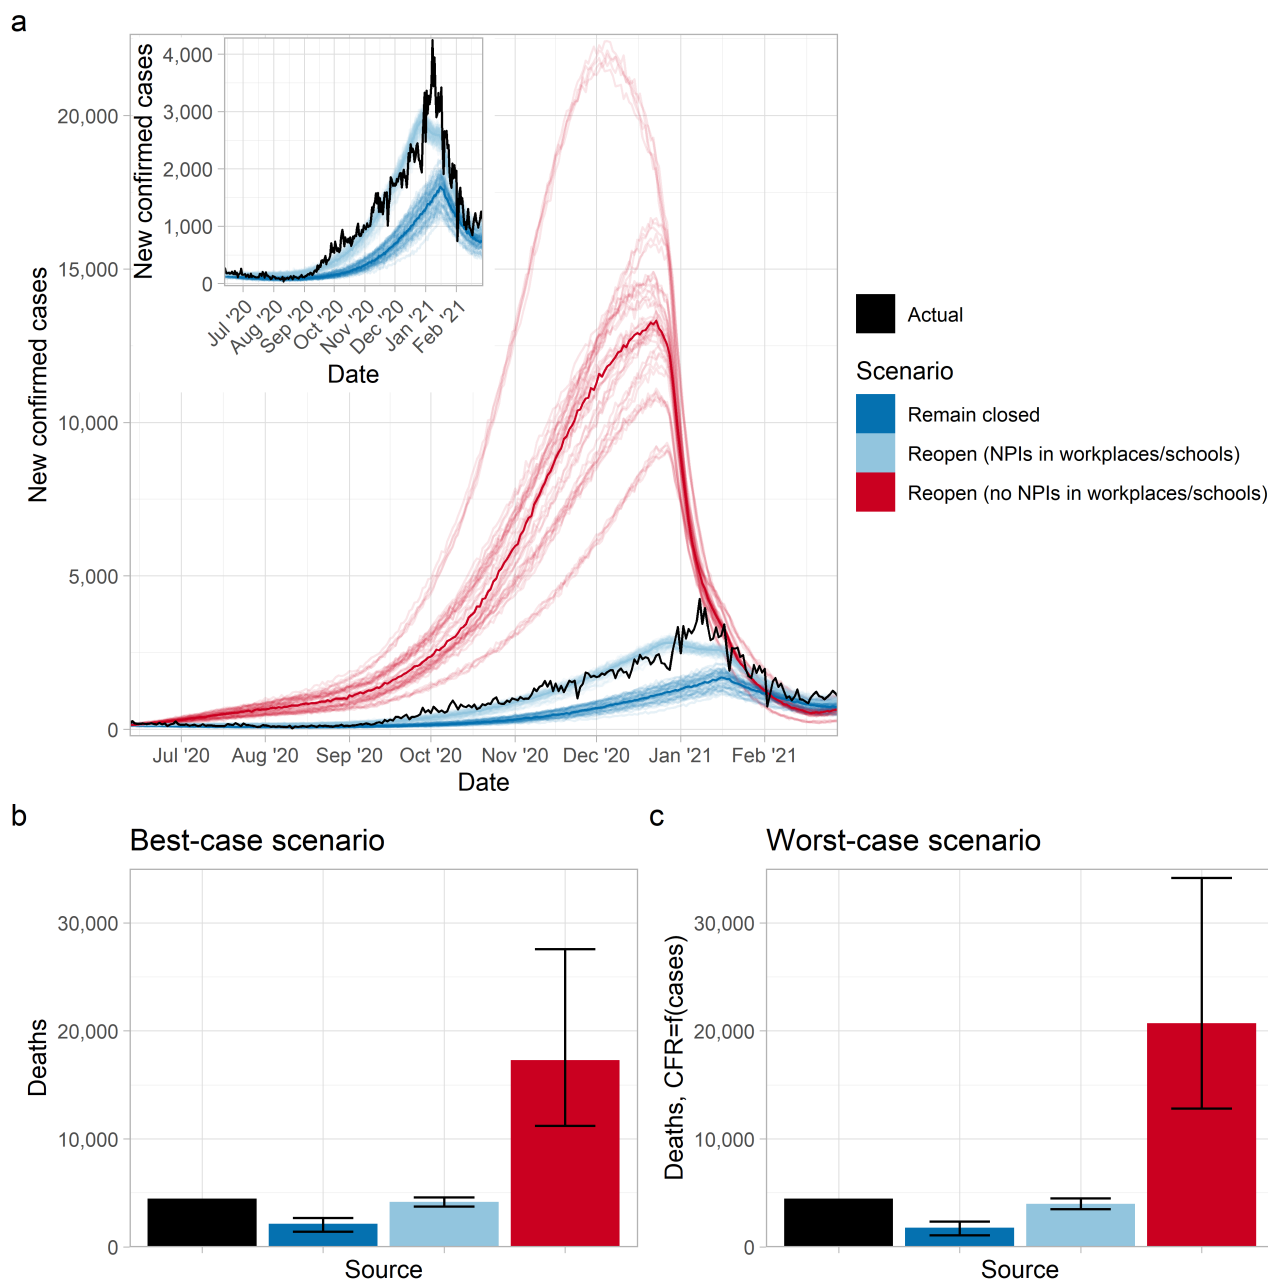 a
New confirmed cases
4,000
3,000
2,000
1,000
0
Jul '20
Aug '20
Sep '20
Oct '20
Nov '20
Dec '20
Jan '21
Feb '21
Date
New confirmed cases
20,000
15,000
10,000
5,000
0
Jul '20
Aug '20
Sep '20
Oct '20
Nov '20
Dec '20
Jan '21
Feb '21
Date
Actual
Scenario
Remain closed
Reopen (NPIs in workplaces/schools)
Reopen (no NPIs in workplaces/schools)
b
Best-case scenario
Deaths
30,000
20,000
10,000
0
Source
c
Worst-case scenario
Deaths, CFR=f(cases)
30,000
20,000
10,000
0
Source